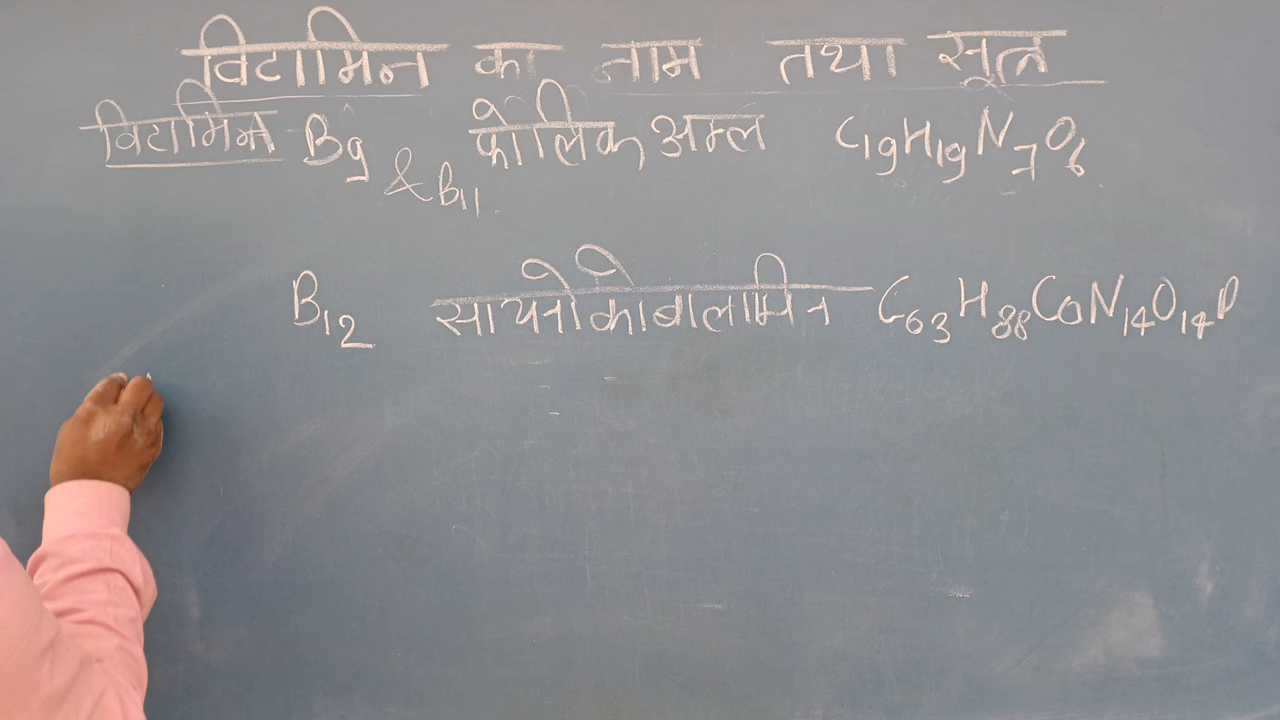 विटामिन का नाम तथा सूत्र
विटामिन B9 & B11 फोलिक अम्ल C19H19N7O6
B12 सायनोकोबालामिन C63H88CoN14O14P